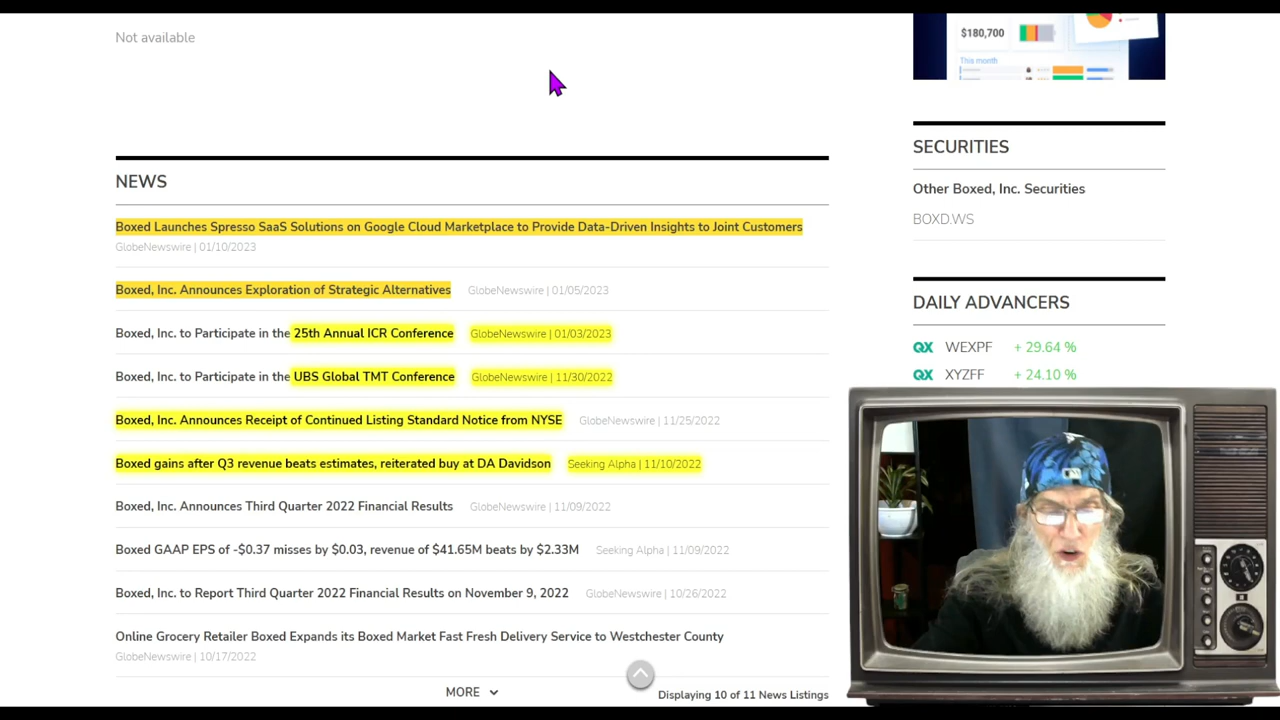 Not available
NEWS
Boxed Launches Spresso SaaS Solutions on Google Cloud Marketplace to Provide Data-Driven Insights to Joint Customers
GlobeNewswire | 01/10/2023
Boxed, Inc. Announces Exploration of Strategic Alternatives GlobeNewswire | 01/05/2023
Boxed, Inc. to Participate in the 25th Annual ICR Conference GlobeNewswire | 01/03/2023
Boxed, Inc. to Participate in the UBS Global TMT Conference GlobeNewswire | 11/30/2022
Boxed, Inc. Announces Receipt of Continued Listing Standard Notice from NYSE GlobeNewswire | 11/25/2022
Boxed gains after Q3 revenue beats estimates, reiterated buy at DA Davidson Seeking Alpha | 11/10/2022
Boxed, Inc. Announces Third Quarter 2022 Financial Results GlobeNewswire | 11/09/2022
Boxed GAAP EPS of -$0.37 misses by $0.03, revenue of $41.65M beats by $2.33M Seeking Alpha | 11/09/2022
Boxed, Inc. to Report Third Quarter 2022 Financial Results on November 9, 2022 GlobeNewswire | 10/26/2022
Online Grocery Retailer Boxed Expands its Boxed Market Fast Fresh Delivery Service to Westchester County
GlobeNewswire | 10/17/2022
MORE
Displaying 10 of 11 News Listings
$180,700
This month
SECURITIES
Other Boxed, Inc. Securities
BOXD.WS
DAILY ADVANCERS
QX WEXPF + 29.64 %
QX XYZFF + 24.10 %